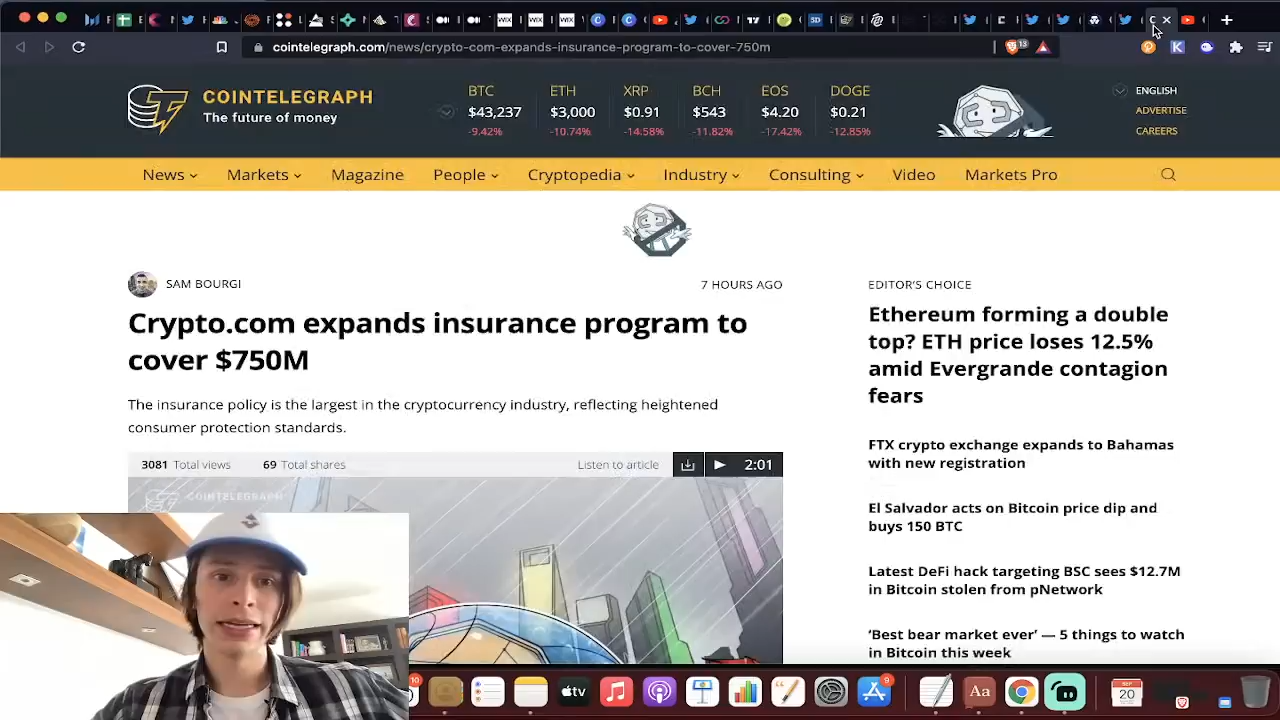 cointelegraph.com/news/crypto-com-expands-insurance-program-to-cover-750m
13
COINTELEGRAPH
The future of money
BTC ETH XRP BCH EOS DOGE
$43,237 $3,000 $0.91 $543 $4.20 $0.21
-9.42% -10.74% -14.58% -11.82% -17.42% -12.85%
ENGLISH
ADVERTISE
CAREERS
News Markets Magazine People Cryptopedia Industry Consulting Video Markets Pro
SAM BOURGI 7 HOURS AGO
Crypto.com expands insurance program to
cover $750M
The insurance policy is the largest in the cryptocurrency industry, reflecting heightened
consumer protection standards.
3081 Total views 69 Total shares Listen to article 2:01
COINTELEGRAPH
EDITOR'S CHOICE
Ethereum forming a double
top? ETH price loses 12.5%
amid Evergrande contagion
fears
FTX crypto exchange expands to Bahamas
with new registration
El Salvador acts on Bitcoin price dip and
buys 150 BTC
Latest DeFi hack targeting BSC sees $12.7M
in Bitcoin stolen from pNetwork
‘Best bear market ever’ — 5 things to watch
in Bitcoin this week
10 tv Aa 9 SEP 20